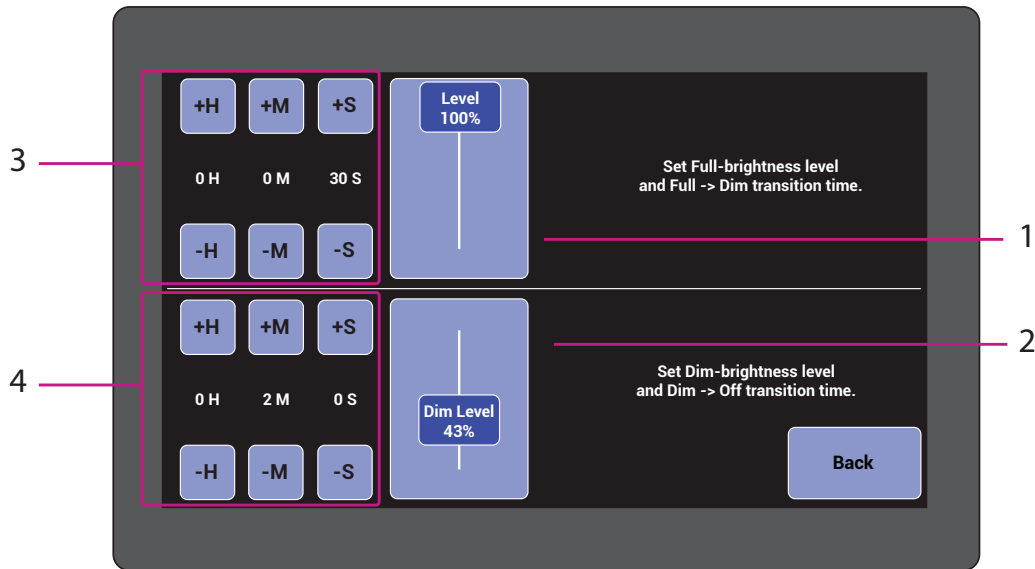 +H +M +S
Level
100%
3
0 H 0 M 30 S
Set Full-brightness level
and Full -> Dim transition time.
1
-H -M -S
+H +M +S
2
4
0 H 2 M 0 S
Dim Level
43%
Set Dim-brightness level
and Dim -> Off transition time.
-H -M -S
Back